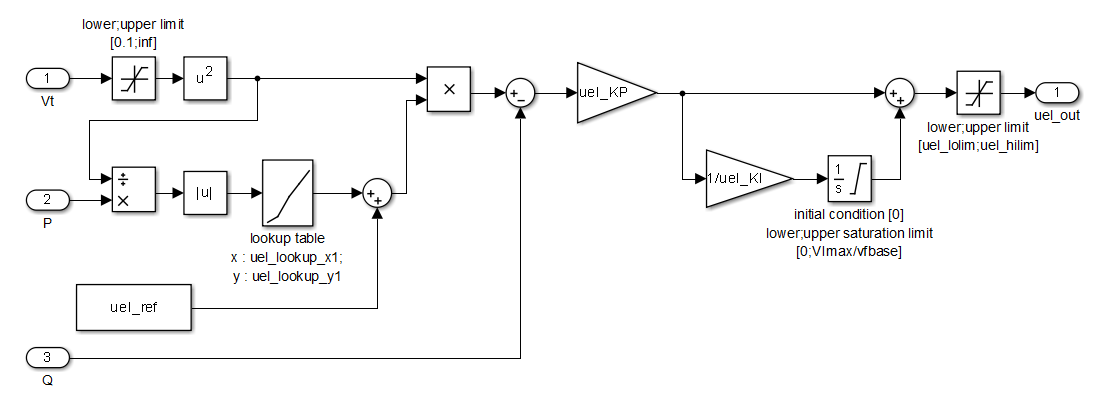 lower;upper limit
[0.1;inf]
1
Vt
u²
×
+
−
uel_KP
+
+
1
uel_out
lower;upper limit
[uel_lolim;uel_hilim]
2
P
÷
×
|u|
+
+
lookup table
x : uel_lookup_x1;
y : uel_lookup_y1
1/uel_KI
1
s
initial condition [0]
lower;upper saturation limit
[0;VImax/vfbase]
uel_ref
3
Q